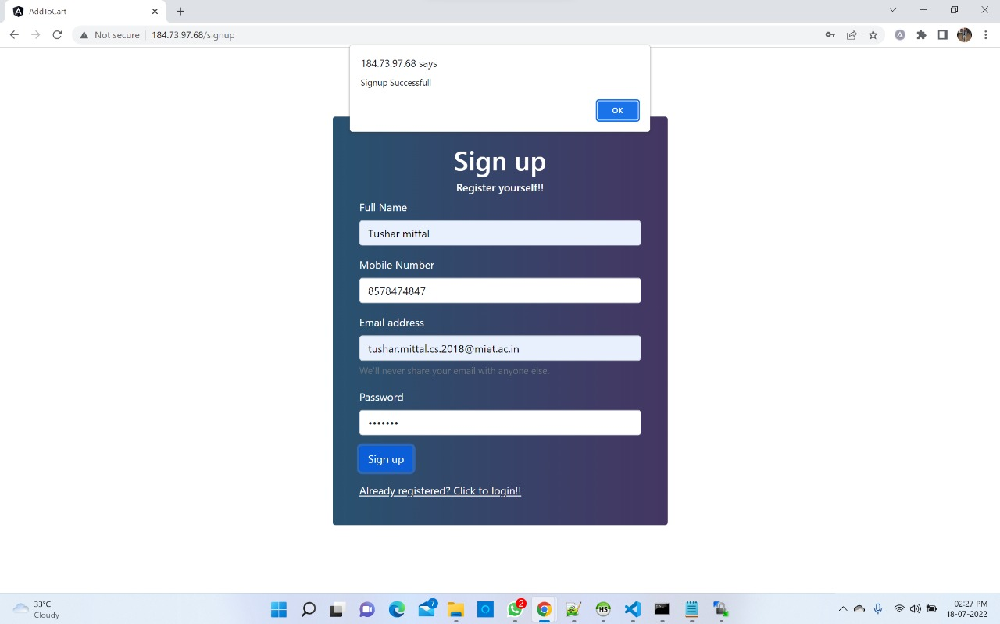 AddToCart
Not secure
184.73.97.68/signup
184.73.97.68 says
Signup Successfull
OK
Sign up
Register yourself!!
Full Name
Tushar mittal
Mobile Number
8578474847
Email address
tushar.mittal.cs.2018@miet.ac.in
We'll never share your email with anyone else.
Password
•••••••
Sign up
Already registered? Click to login!!
33°C
Cloudy
7
2
HS
02:27 PM
18-07-2022